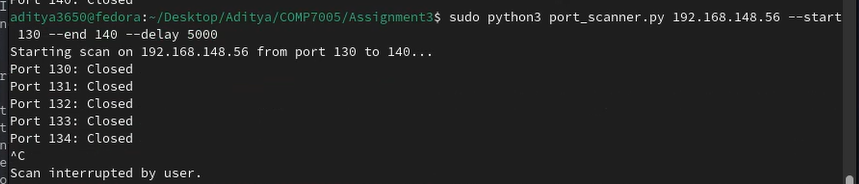 Port 140: Closed
aditya3650@fedora:~/Desktop/Aditya/COMP7005/Assignment3$ sudo python3 port_scanner.py 192.168.148.56 --start
130 --end 140 --delay 5000
Starting scan on 192.168.148.56 from port 130 to 140...
Port 130: Closed
Port 131: Closed
Port 132: Closed
Port 133: Closed
Port 134: Closed
^C
Scan interrupted by user.